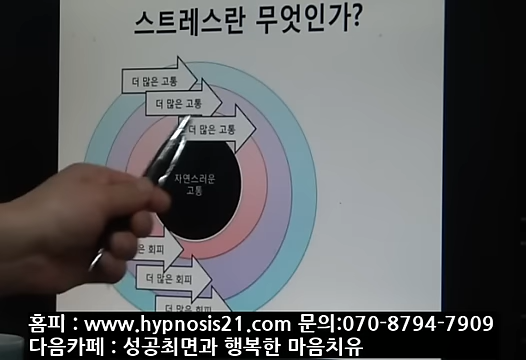 스트레스란 무엇인가?
더 많은 고통
더 많은 고통
더 많은 고통
자연스러운
고통
은 회피
더 많은 회피
더 많은 회피
홈피 : www.hypnosis21.com 문의:070-8794-7909
다음카페 : 성공최면과 행복한 마음치유